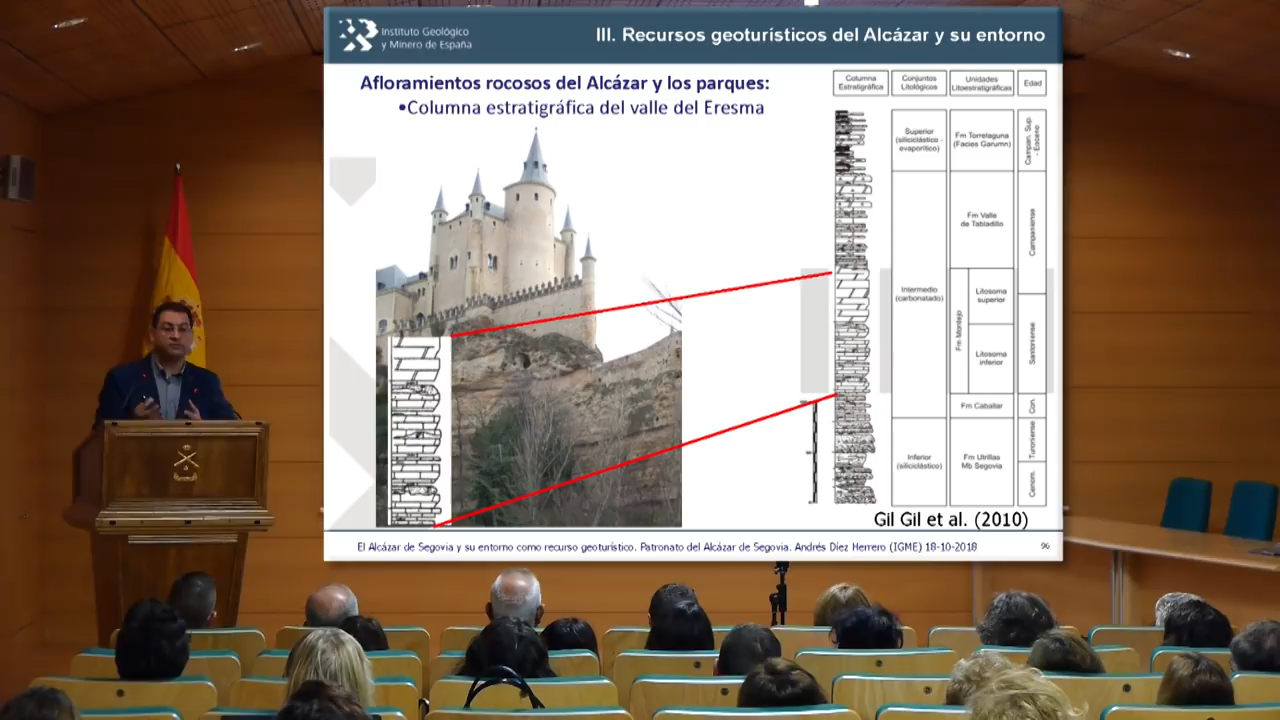 Instituto Geológico
y Minero de España
III. Recursos geoturísticos del Alcázar y su entorno
Afloramientos rocosos del Alcázar y los parques:
•Columna estratigráfica del valle del Eresma
Columna
Estratigráfica
Conjuntos
Litológicos
Unidades
Litoestratigráficas
Edad
Superior
(siliciclástico -
evaporítico)
Fm Torrelaguna
(Facies Garumn)
Campan. Sup.
- Eoceno
Fm Valle
de Tabladillo
Campaniense
Intermedio
(carbonatado)
Fm Montejo
Litosoma
superior
Litosoma
inferior
Santoniense
Fm Caballar
Con.
Inferior
(siliciclástico)
Fm Utrillas
Mb Segovia
Turoniense
Cenom.
Gil Gil et al. (2010)
El Alcázar de Segovia y su entorno como recurso geoturístico. Patronato del Alcázar de Segovia. Andrés Díez Herrero (IGME) 18-10-2018
96